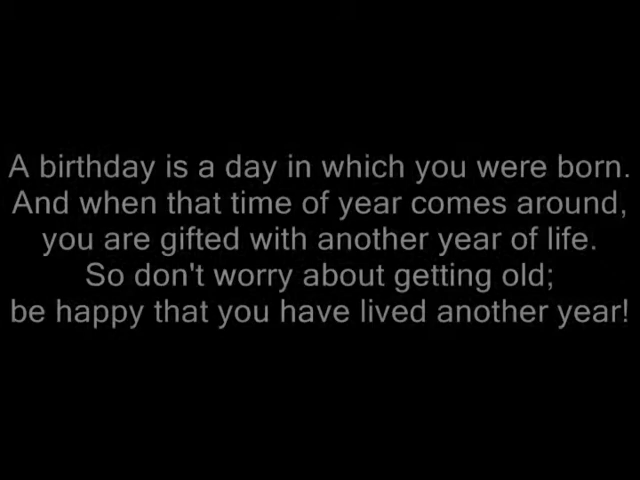 A birthday is a day in which you were born.
And when that time of year comes around,
you are gifted with another year of life.
So don't worry about getting old;
be happy that you have lived another year!